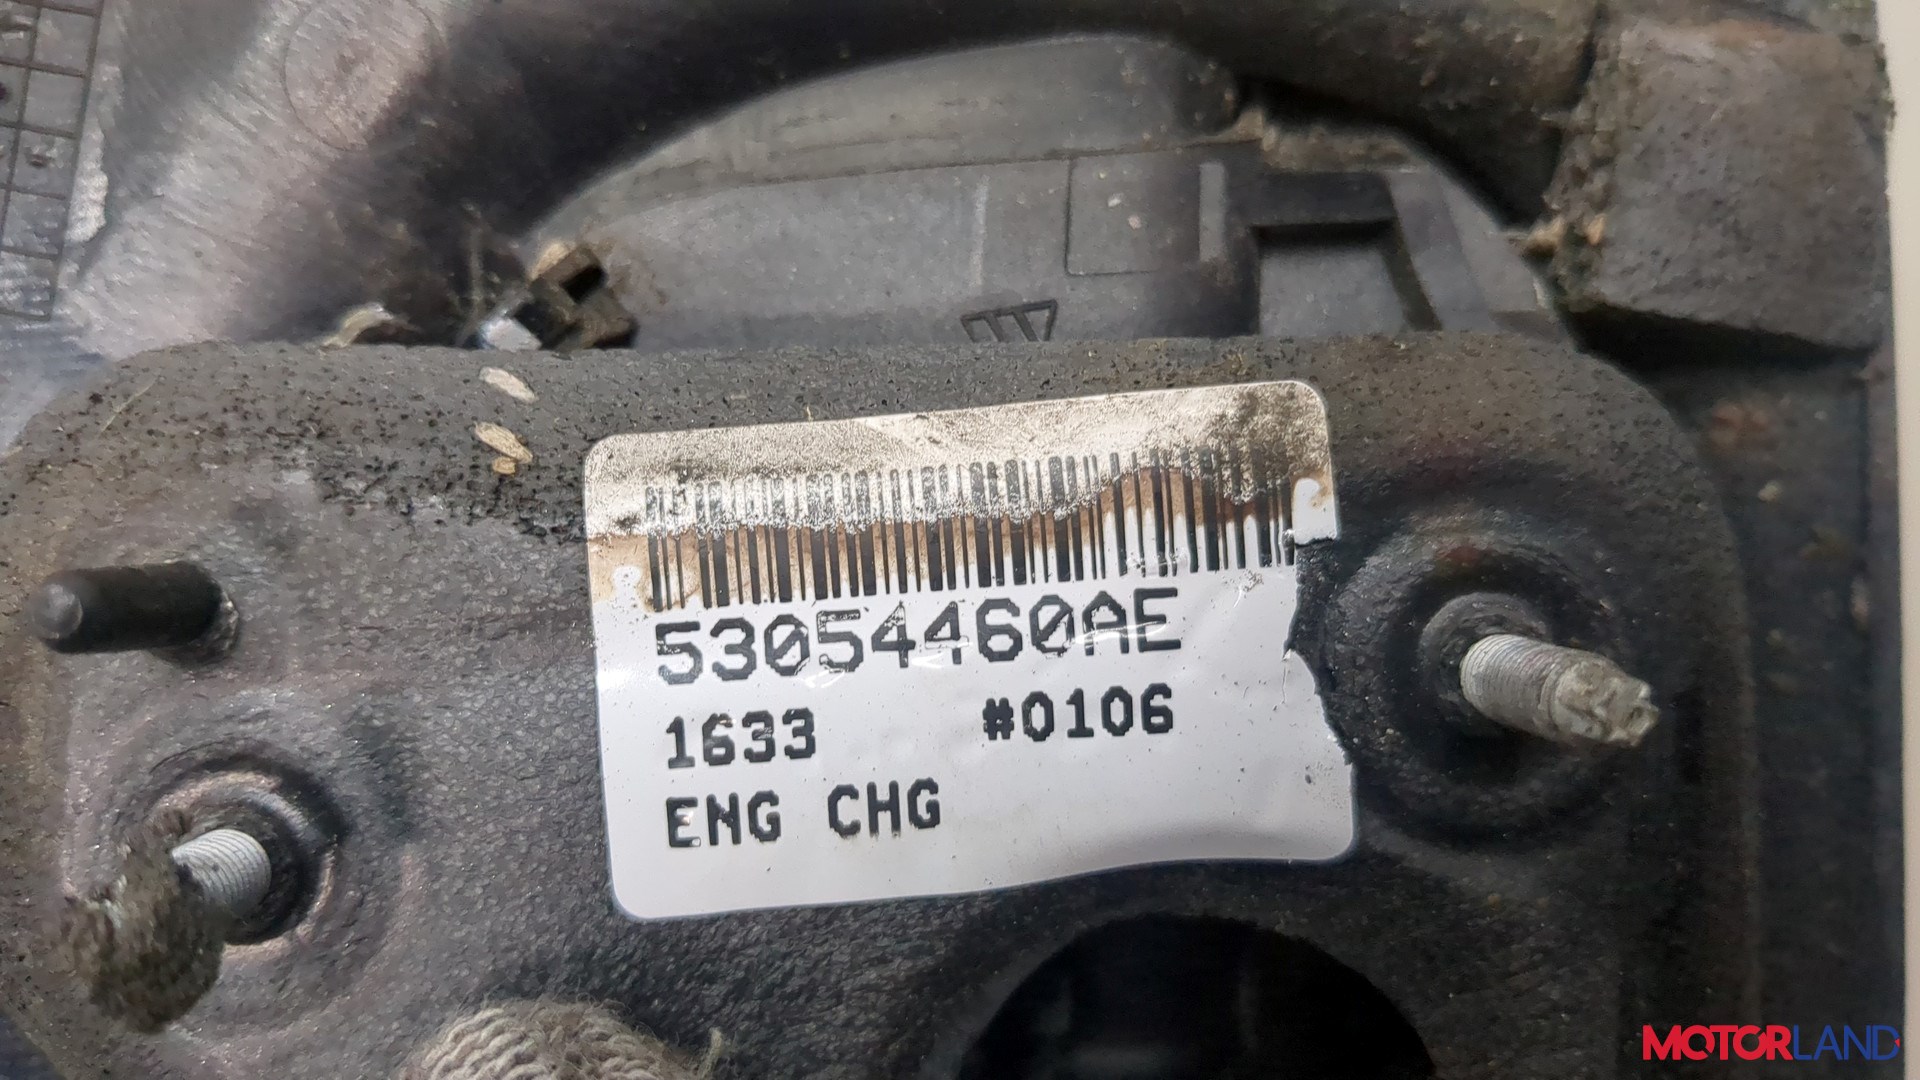 53054460AE
1633 #0106
ENG CHG
MOTORLAND